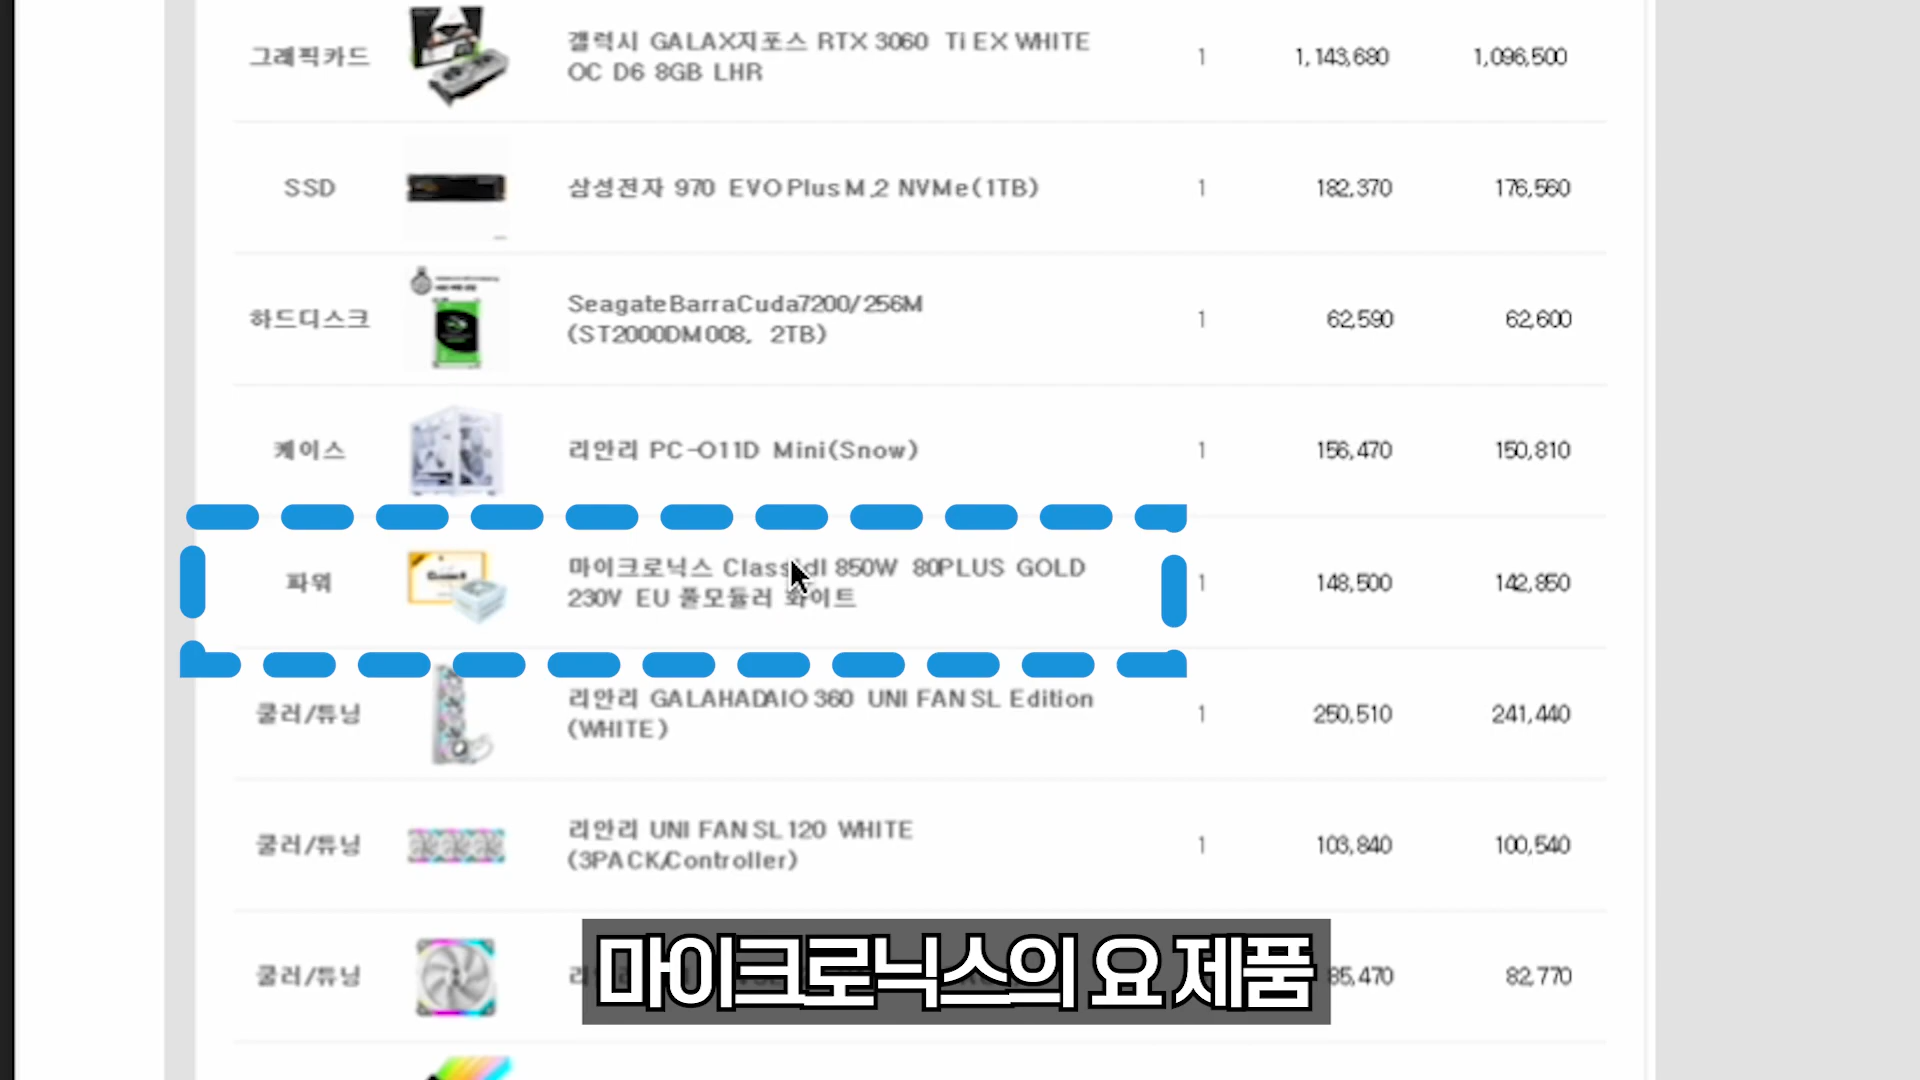 그래픽카드
갤럭시 GALAX지포스 RTX 3060 Ti EX WHITE
OC D6 8GB LHR
1
1,143,680
1,096,500
SSD
삼성전자 970 EVO Plus M.2 NVMe(1TB)
1
182,370
176,560
하드디스크
Seagate BarraCuda7200/256M
(ST2000DM008, 2TB)
1
62,590
62,600
케이스
리안리 PC-O11D Mini(Snow)
1
156,470
150,810
파워
마이크로닉스 850W 80PLUS GOLD
230V EU 풀모듈러 화이트
1
148,500
142,850
쿨러/튜닝
리안리 GALAHADAIO 360 UNI FAN SL Edition
(WHITE)
1
250,510
241,440
쿨러/튜닝
리안리 UNI FAN SL120 WHITE
(3PACK/Controller)
1
103,840
100,540
쿨러/튜닝
85,470
82,770
마이크로닉스의 요 제품